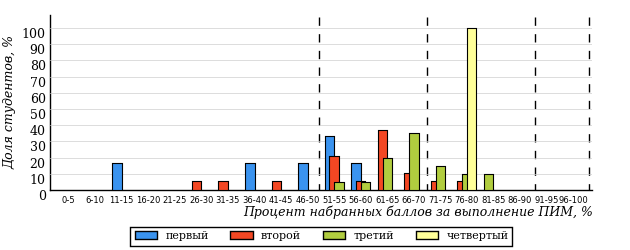 Доля студентов, %
100
90
80
70
60
50
40
30
20
10
0
0-5 6-10 11-15 16-20 21-25 26-30 31-35 36-40 41-45 46-50 51-55 56-60 61-65 66-70 71-75 76-80 81-85 86-90 91-95 96-100
Процент набранных баллов за выполнение ПИМ, %
первый второй третий четвертый